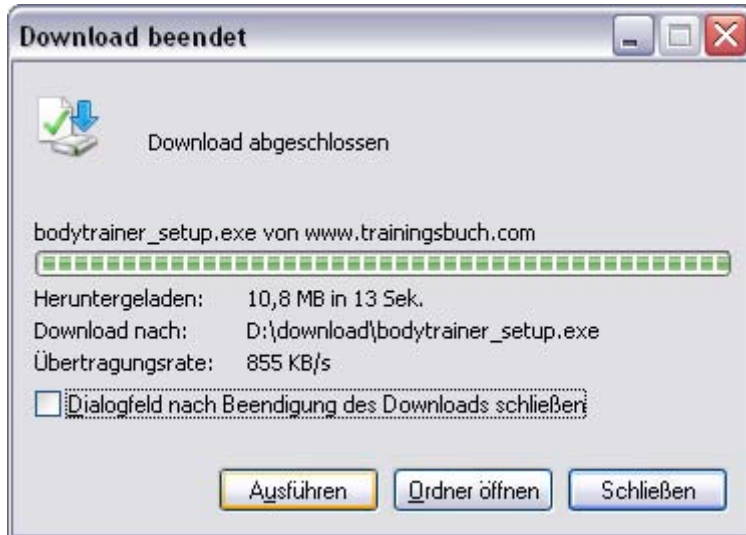 Download beendet
Download abgeschlossen
bodytrainer_setup.exe von www.trainingsbuch.com
Heruntergeladen: 10,8 MB in 13 Sek.
Download nach: D:\download\bodytrainer_setup.exe
Übertragungsrate: 855 KB/s
Dialogfeld nach Beendigung des Downloads schließen
Ausführen Ordner öffnen Schließen